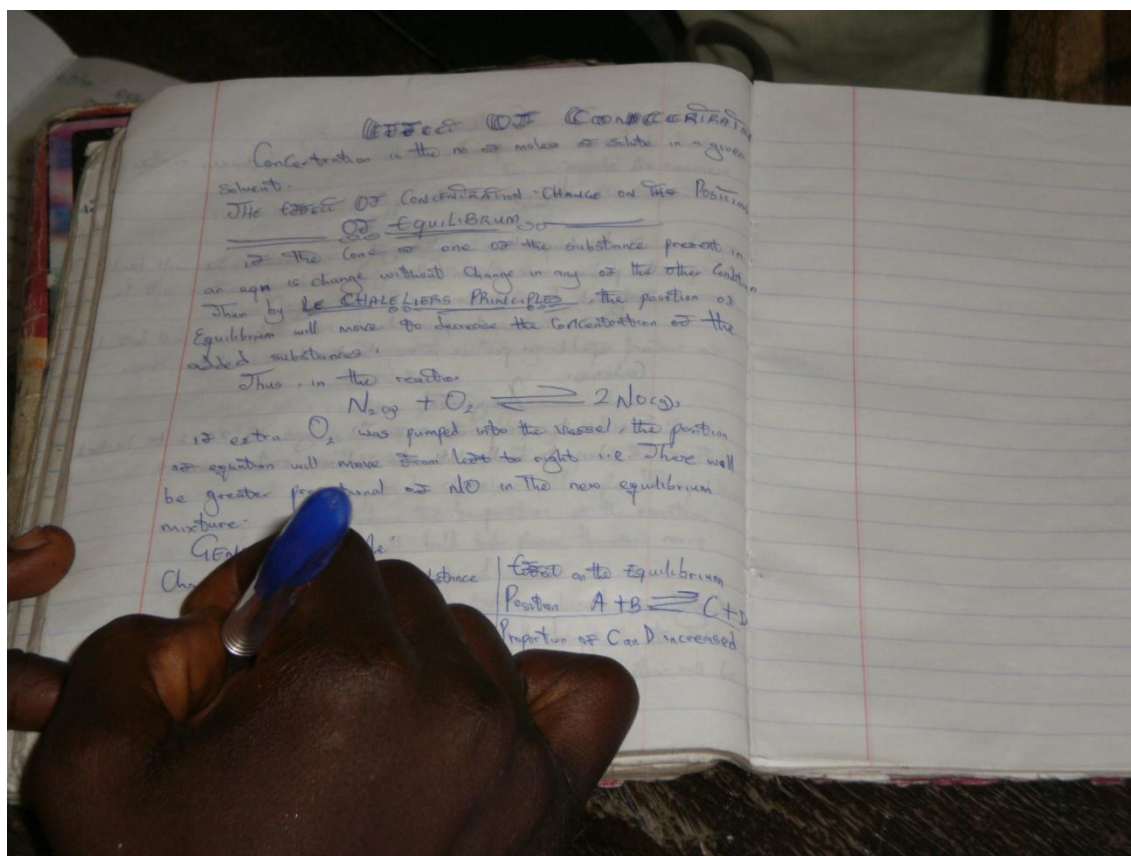 EFFECT OF CONCENTRATI
Concentration is the no of moles of solute in a given
solvent.
THE EFFECT OF CONCENTRATION CHANGE ON THE POSITION
OF EQUILIBRUM
if the Conc of one of the substance present in
an eqm is change without Change in any of the other Condition
Then by LE CHALELIERS PRINCIPLES, the position of
Equilibrium will move to decrease the Concentration of the
added substances.
Thus, in the reaction
N₂(g) + O₂ ⇌ 2NO(g),
if extra O₂ was pumped into the vessel, the position
of equation will move from left to right i.e. There will
be greater of NO in the new equilibrium
mixture.
Effect on the Equilibrium
Position A + B ⇌ C + D
Proportion of C an D increased